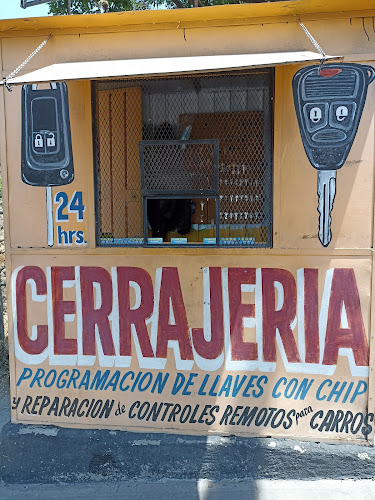 24
hrs.
CERRAJERIA
PROGRAMACION DE LLAVES CON CHIP
Y REPARACION de CONTROLES REMOTOS para CARROS